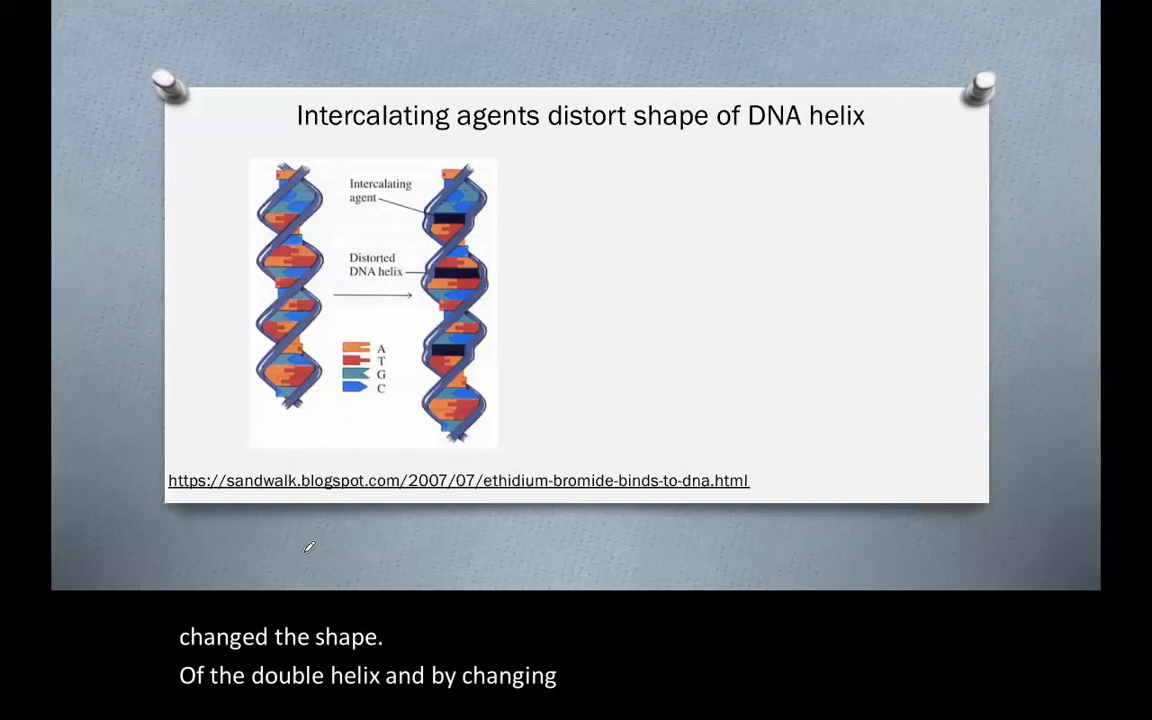 Intercalating agents distort shape of DNA helix
Intercalating
agent
Distorted
DNA helix
A
T
G
C
https://sandwalk.blogspot.com/2007/07/ethidium-bromide-binds-to-dna.html
changed the shape.
Of the double helix and by changing